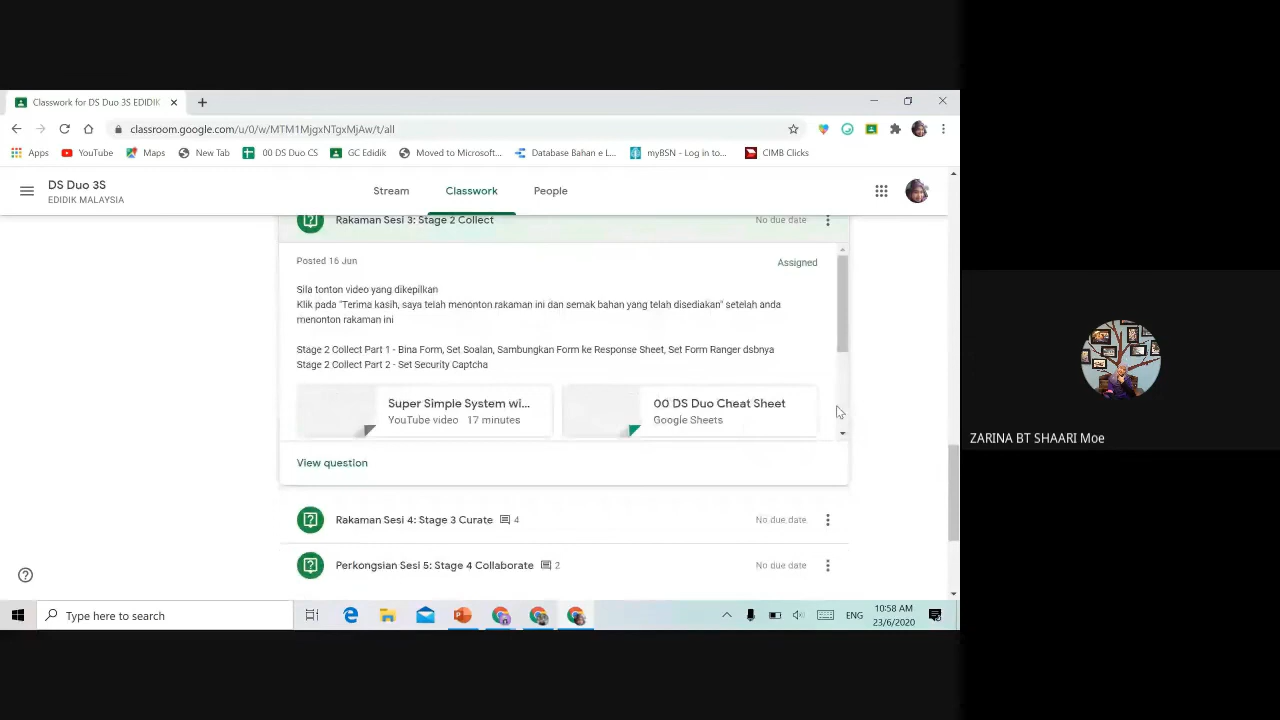 Classwork for DS Duo 3S EDIDIK
classroom.google.com/u/0/w/MTM1MjgxNTgxMjAw/t/all
Apps YouTube Maps New Tab 00 DS Duo CS GC Edidik Moved to Microsoft... Database Bahan e L... myBSN - Log in to... CIMB Clicks
DS Duo 3S
EDIDIK MALAYSIA
Stream Classwork People
Rakaman Sesi 3: Stage 2 Collect No due date
Posted 16 Jun Assigned
Sila tonton video yang dikepilkan
Klik pada "Terima kasih, saya telah menonton rakaman ini dan semak bahan yang telah disediakan" setelah anda
menonton rakaman ini
Stage 2 Collect Part 1 - Bina Form, Set Soalan, Sambungkan Form ke Response Sheet, Set Form Ranger dsbnya
Stage 2 Collect Part 2 - Set Security Captcha
Super Simple System wi... 00 DS Duo Cheat Sheet
YouTube video 17 minutes Google Sheets
View question
Rakaman Sesi 4: Stage 3 Curate 4 No due date
Perkongsian Sesi 5: Stage 4 Collaborate 2 No due date
Type here to search
ENG
10:58 AM
23/6/2020
ZARINA BT SHAARI Moe